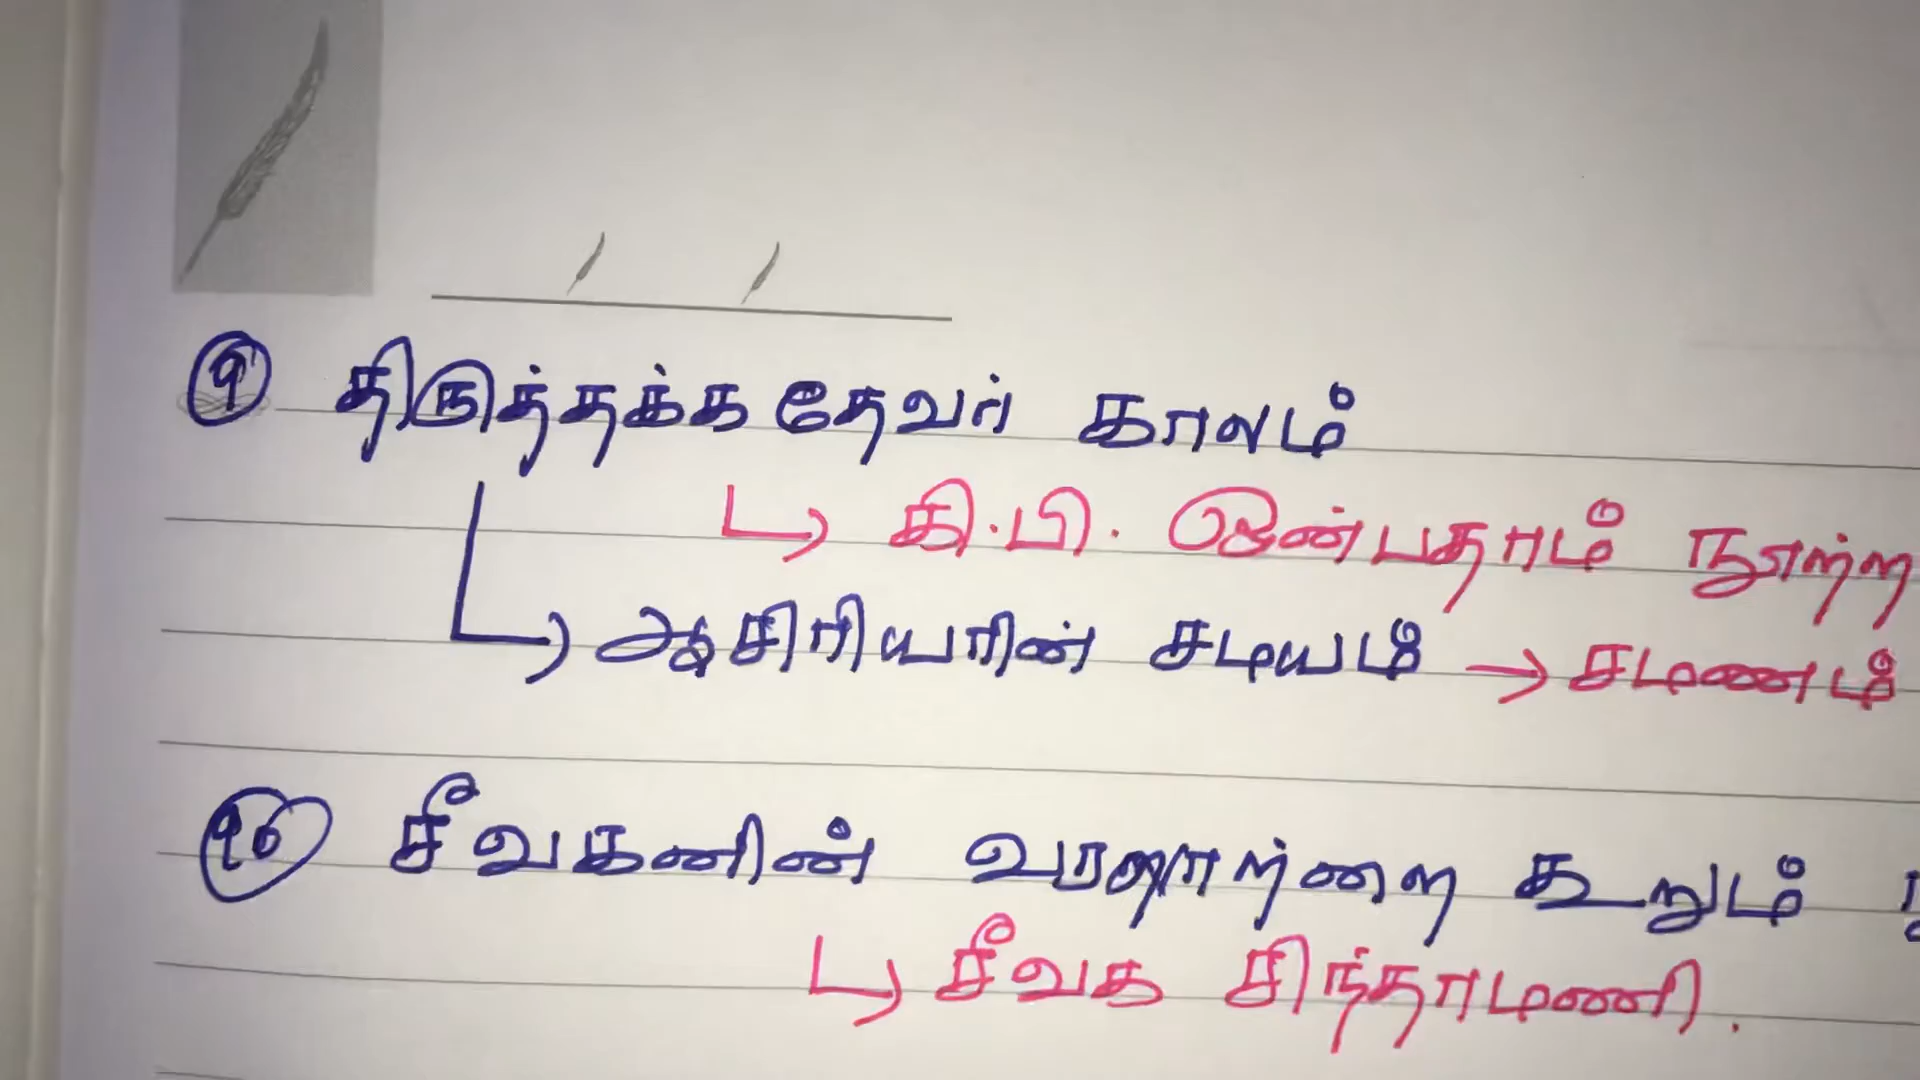 9 திருத்தக்கதேவர் காலம்
↳ கி.பி. ஒன்பதாம் நூற்ற
↳ ஆசிரியரின் சமயம் → சமணம்
10 சீவகனின் வரலாற்றை கூறும்
↳ சீவக சிந்தாமணி.